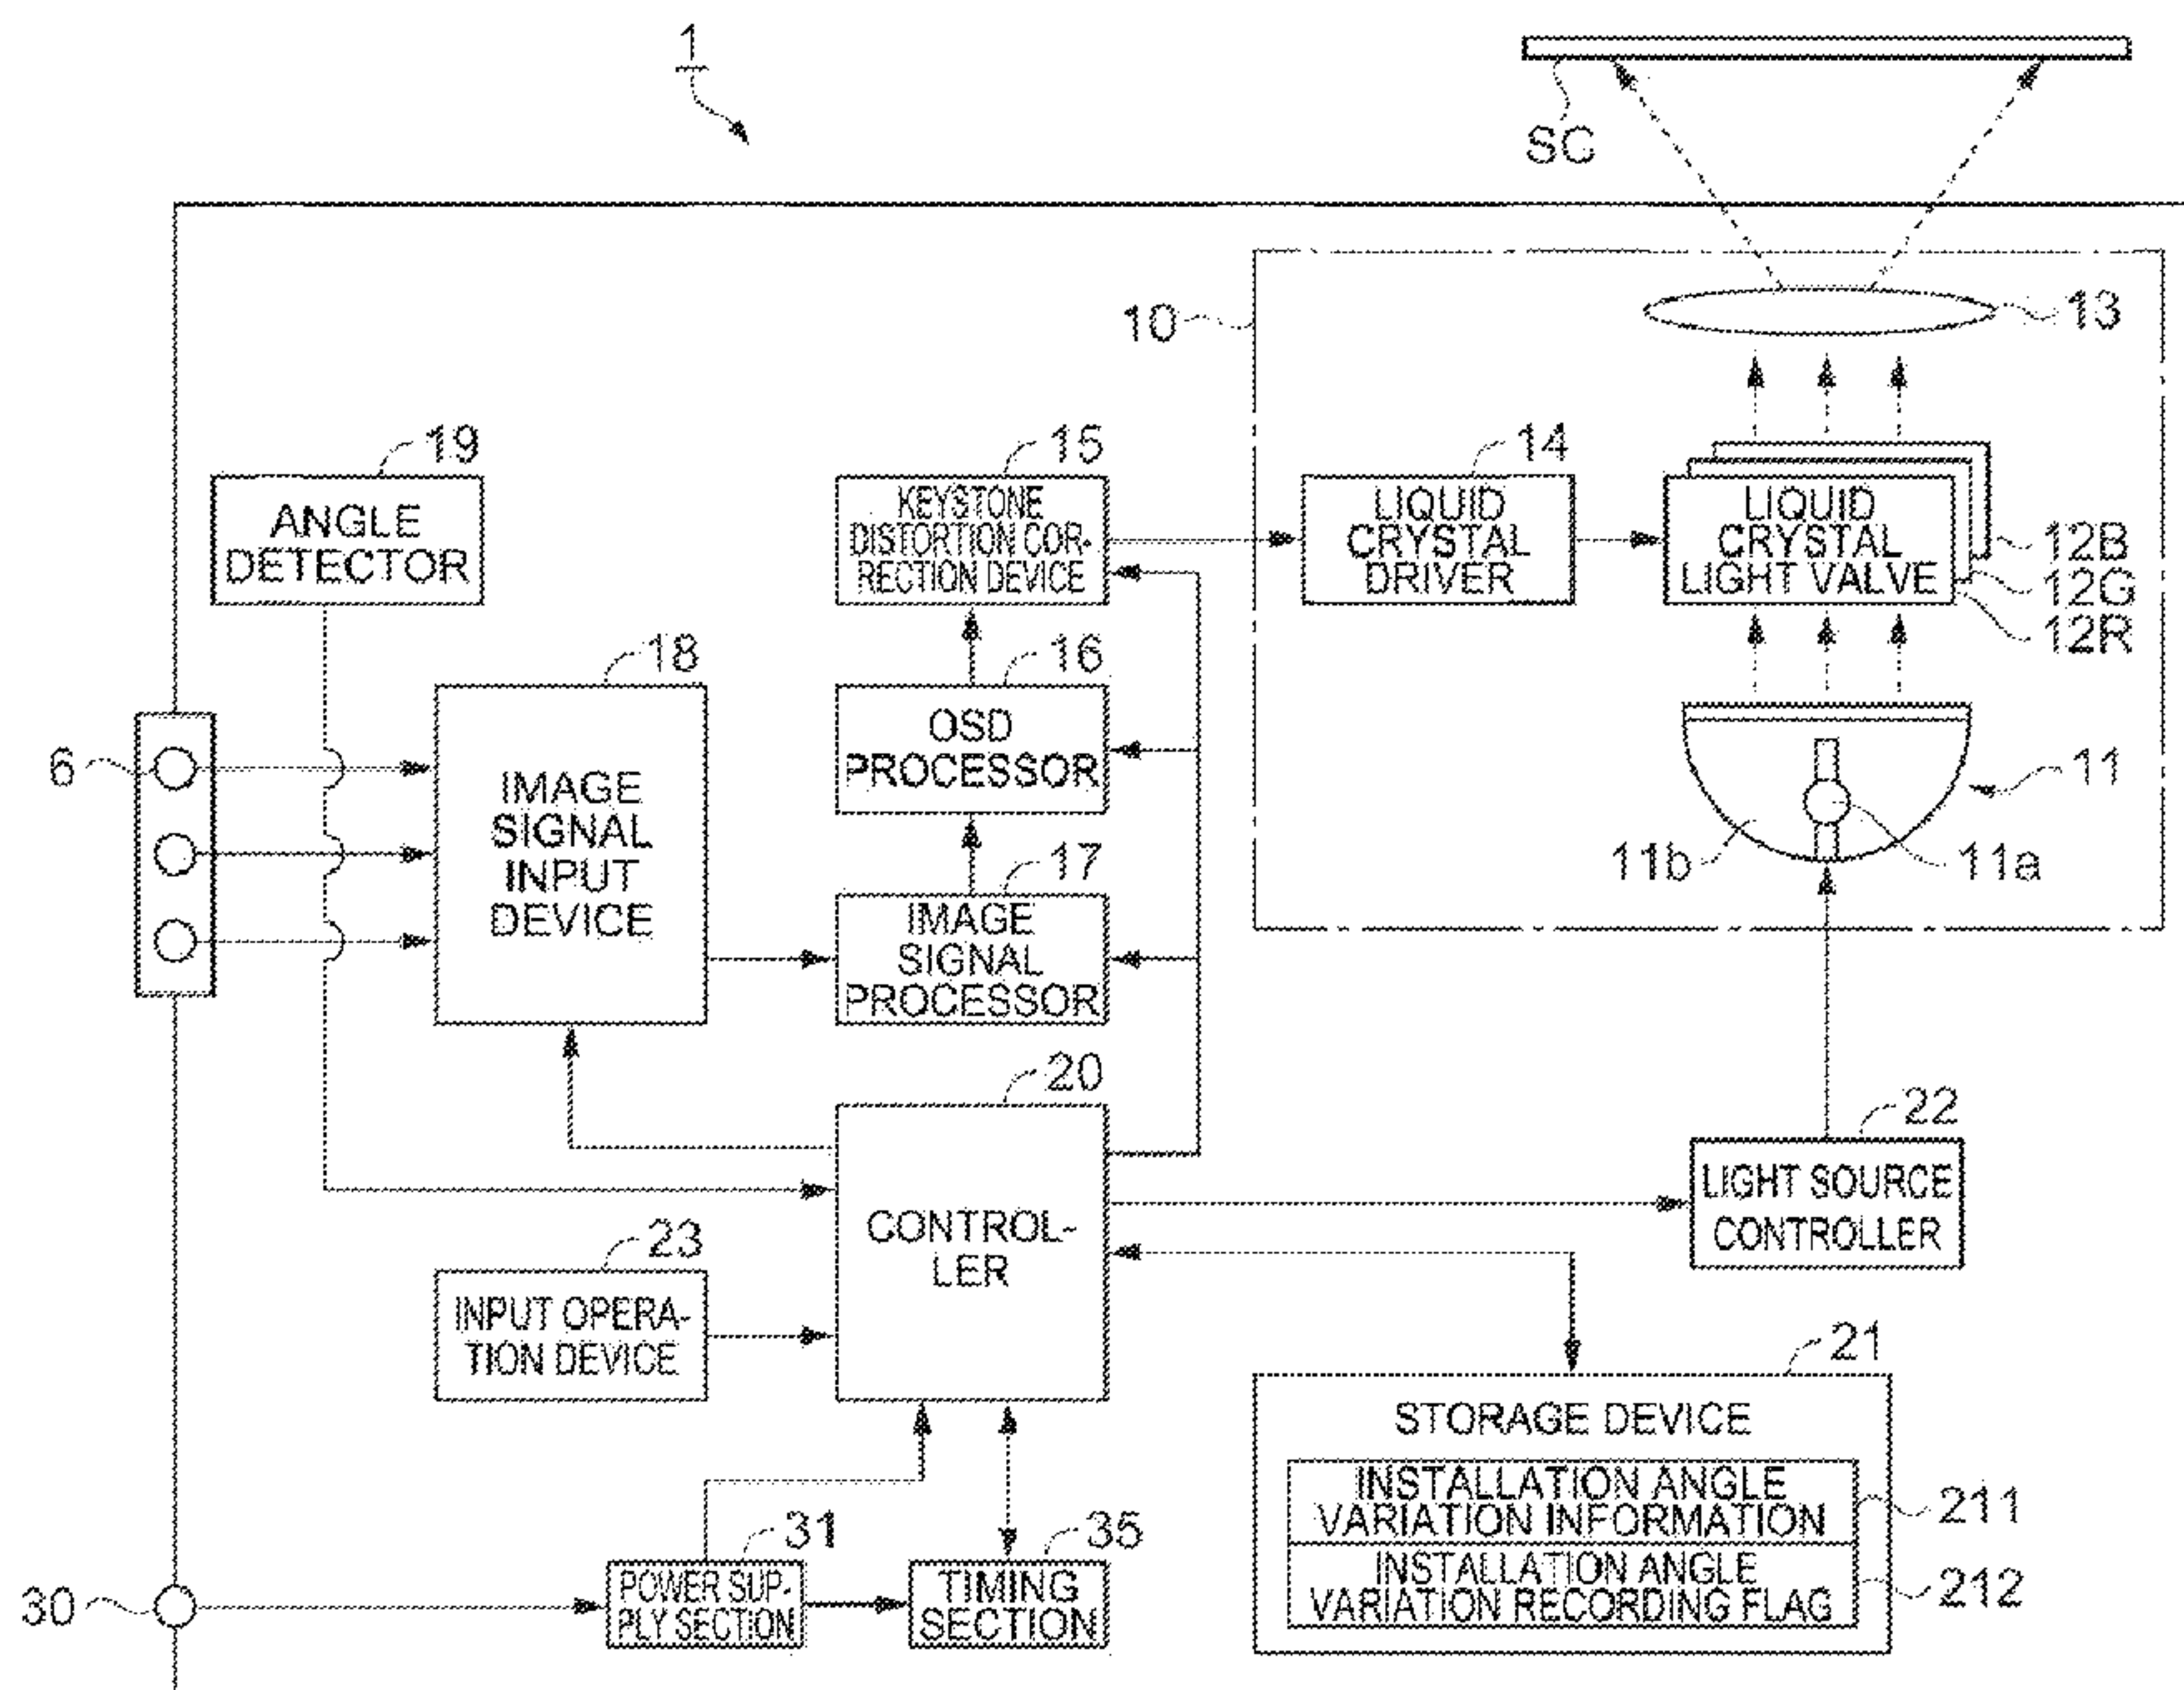 1
SC
10
13
19
ANGLE
DETECTOR
15
KEYSTONE
DISTORTION COR-
RECTION DEVICE
14
LIQUID
CRYSTAL
DRIVER
LIQUID
CRYSTAL
LIGHT VALVE
12B
12G
12R
18
IMAGE
SIGNAL
INPUT
DEVICE
16
OSD
PROCESSOR
6
11
11b
11a
17
IMAGE
SIGNAL
PROCESSOR
20
CONTROL-
LER
22
LIGHT SOURCE
CONTROLLER
23
INPUT OPERA-
TION DEVICE
21
STORAGE DEVICE
INSTALLATION ANGLE
VARIATION INFORMATION
211
INSTALLATION ANGLE
VARIATION RECORDING FLAG
212
30
31
POWER SUP-
PLY SECTION
35
TIMING
SECTION